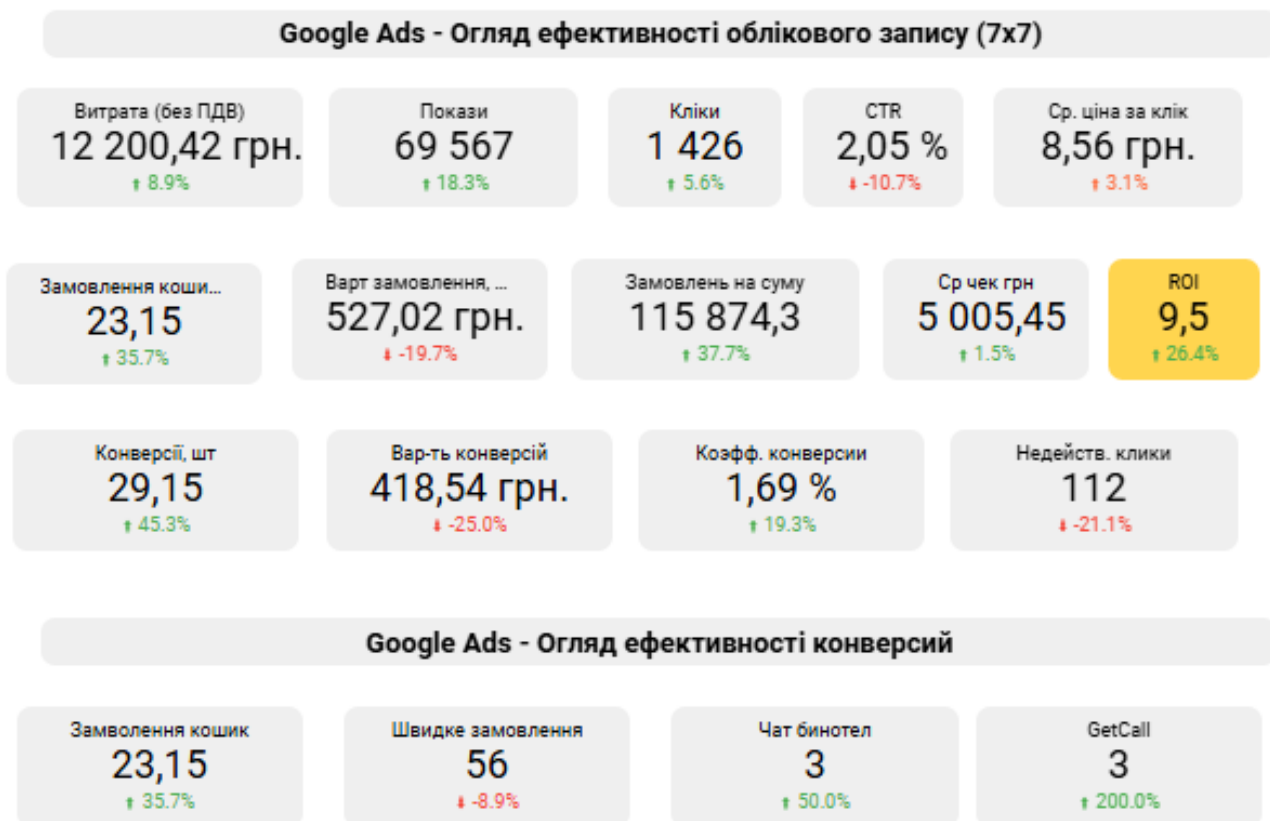 Google Ads - Огляд ефективності облікового запису (7х7)
Витрата (без ПДВ)
12 200,42 грн.
8.9%
Покази
69 567
18.3%
Кліки
1 426
5.6%
CTR
2,05 %
-10.7%
Ср. ціна за клік
8,56 грн.
3.1%
Замовлення коши...
23,15
35.7%
Варт замовлення, ...
527,02 грн.
-19.7%
Замовлень на суму
115 874,3
37.7%
Ср чек грн
5 005,45
1.5%
ROI
9,5
26.4%
Конверсії, шт
29,15
45.3%
Вар-ть конверсій
418,54 грн.
-25.0%
Коэфф. конверсии
1,69 %
19.3%
Недейств. клики
112
-21.1%
Google Ads - Огляд ефективності конверсий
Замволення кошик
23,15
35.7%
Швидке замовлення
56
-8.9%
Чат бинотел
3
50.0%
GetCall
3
200.0%